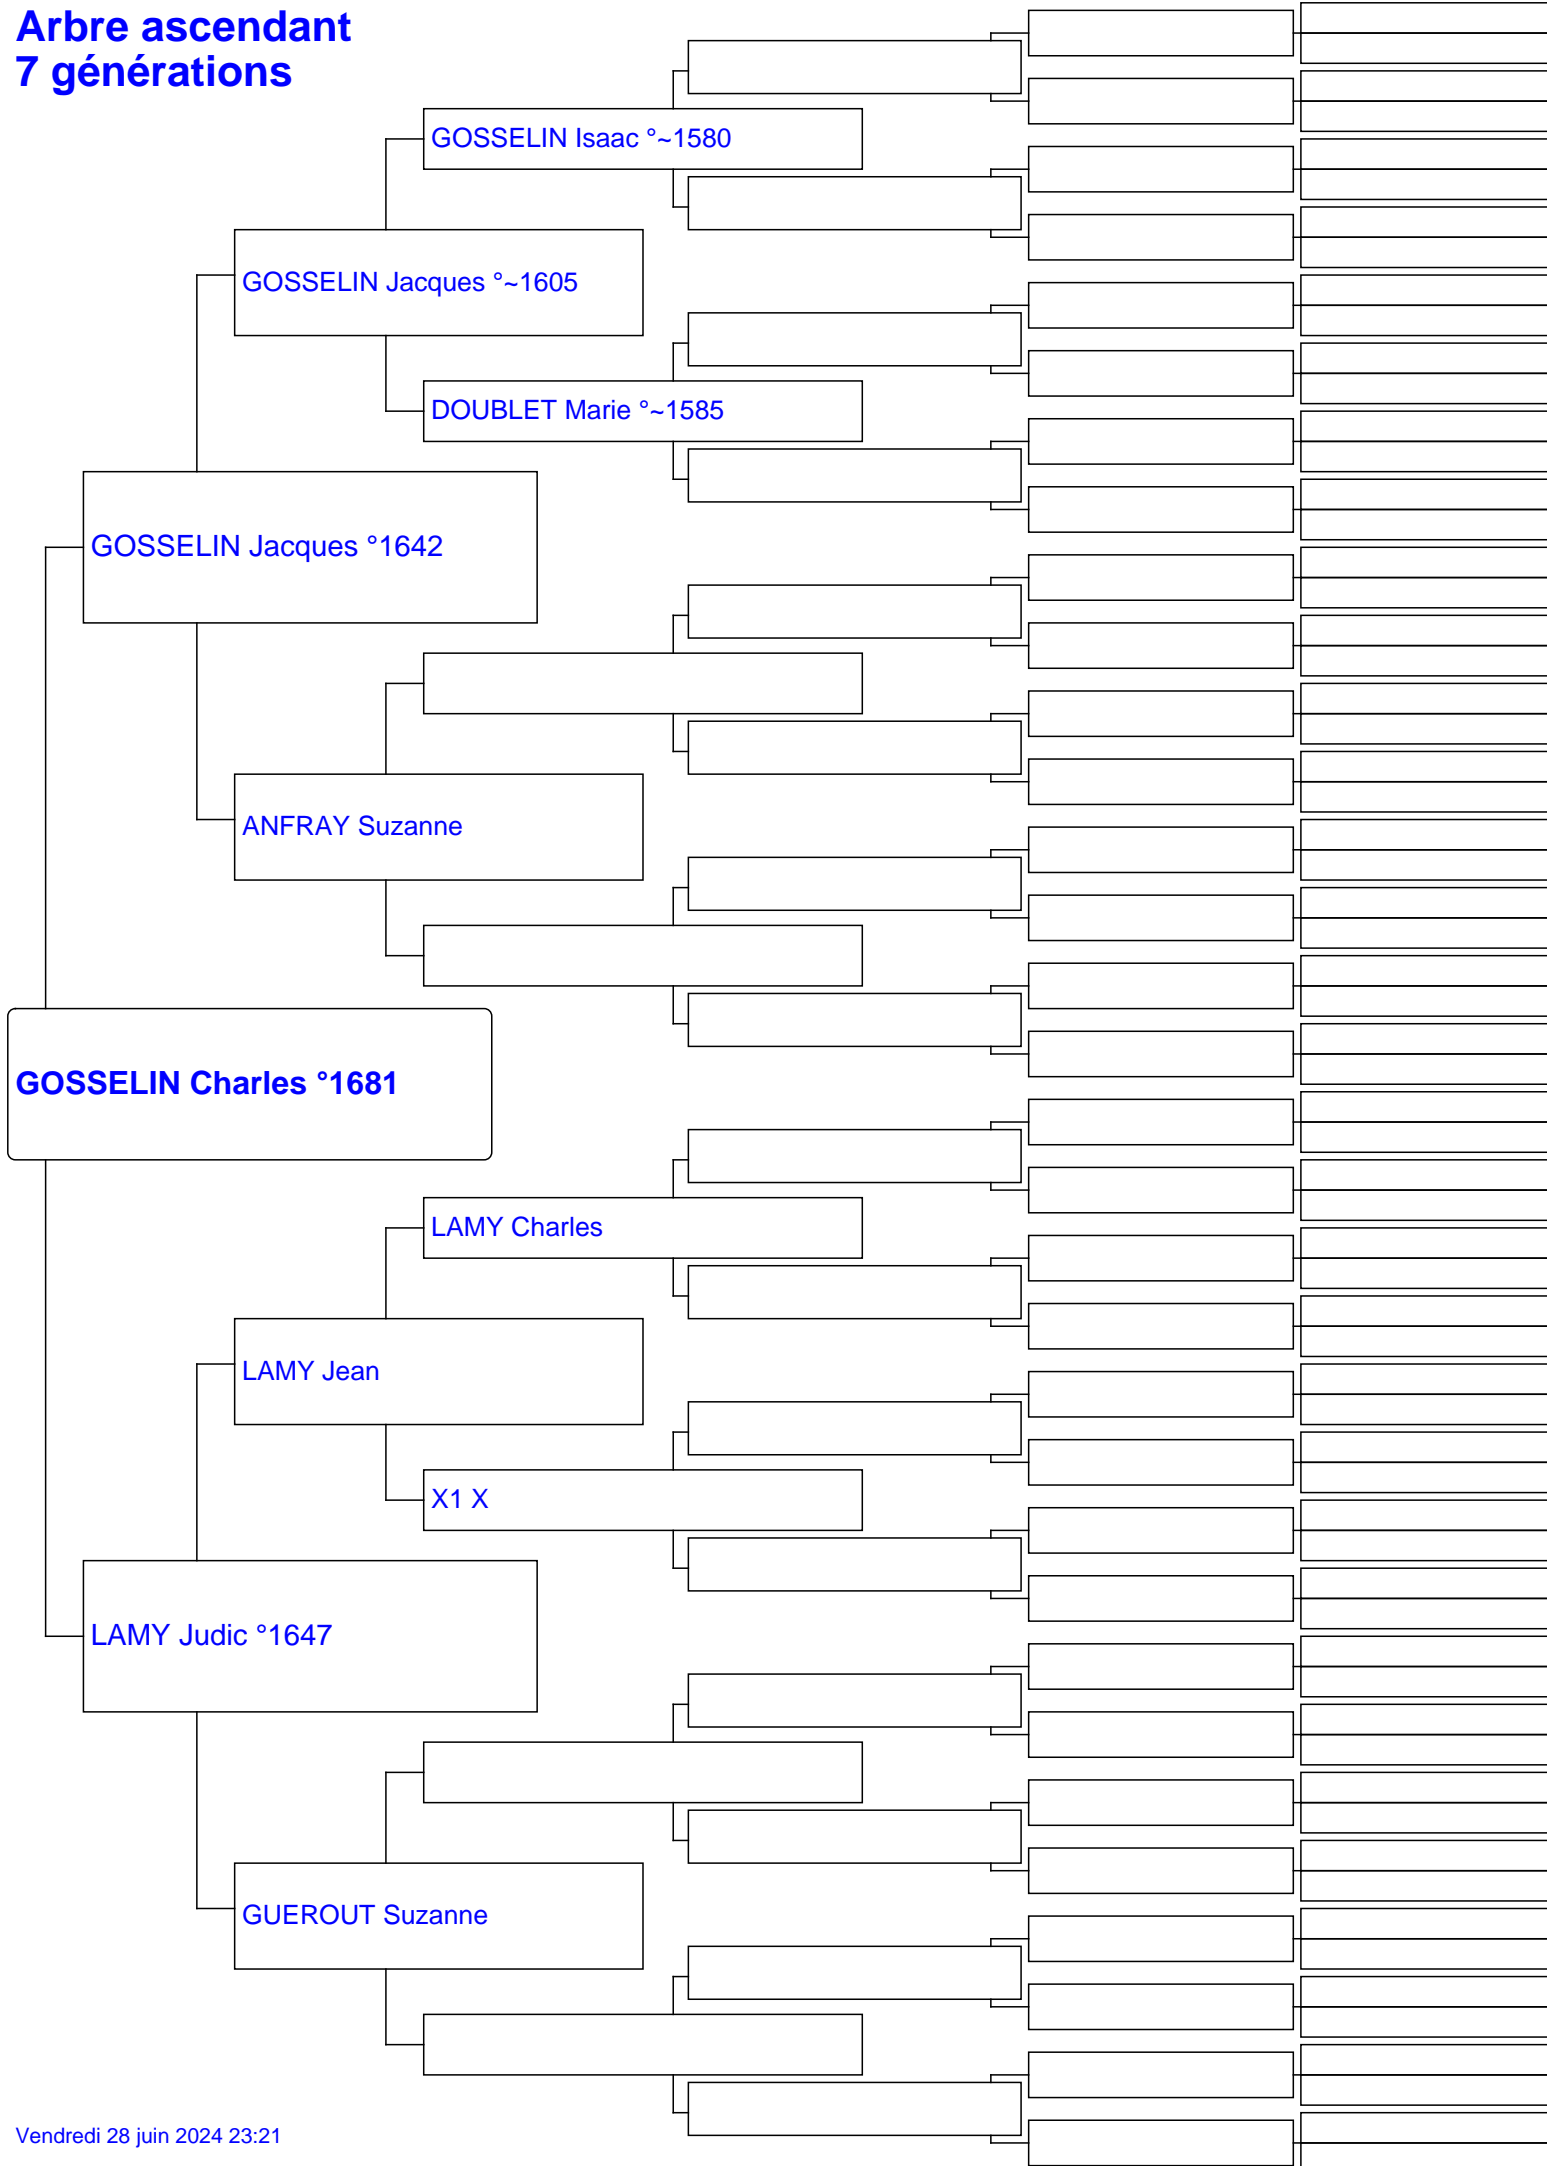 Arbre ascendant
7 générations
GOSSELIN Isaac °~1580
GOSSELIN Jacques °~1605
DOUBLET Marie °~1585
GOSSELIN Jacques °1642
ANFRAY Suzanne
GOSSELIN Charles °1681
LAMY Charles
LAMY Jean
X1 X
LAMY Judic °1647
GUEROUT Suzanne
Vendredi 28 juin 2024 23:21